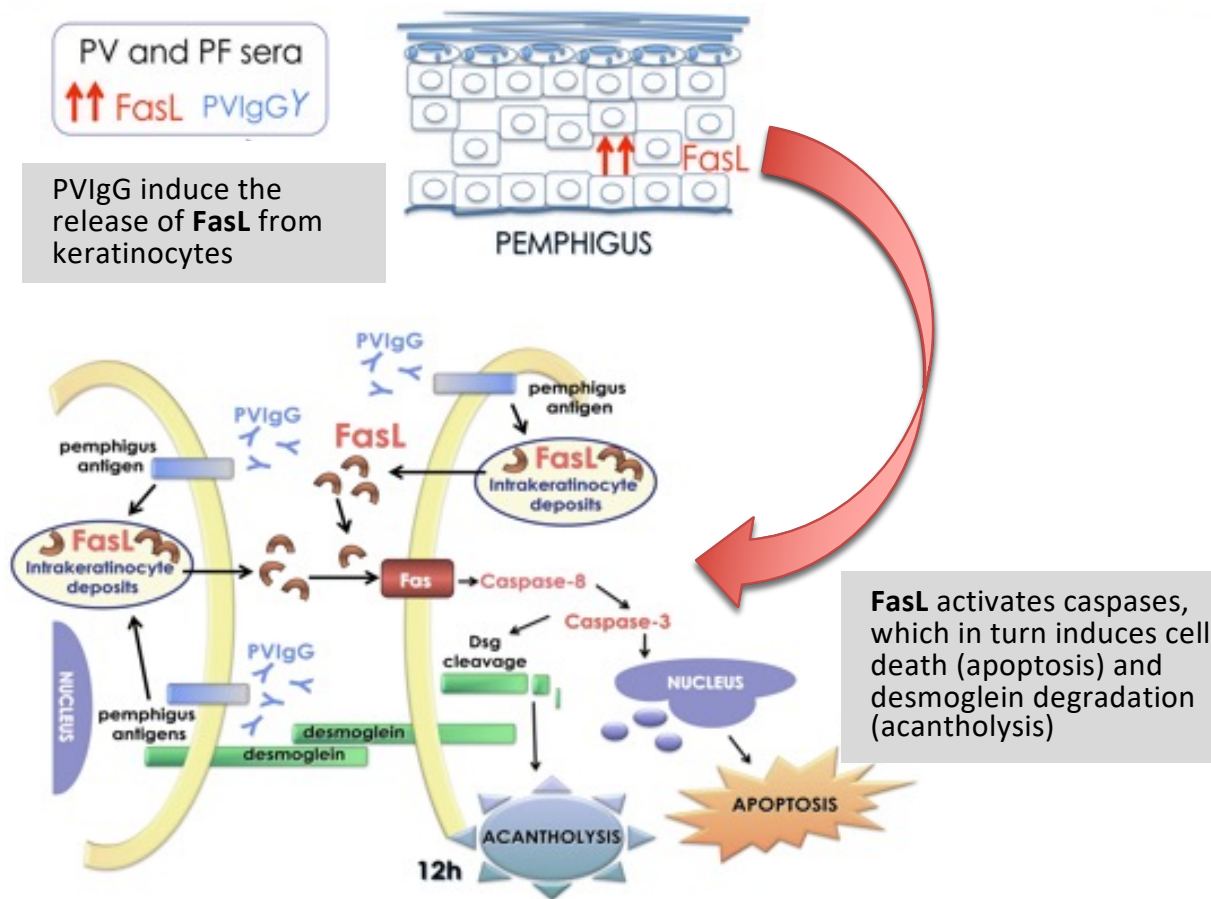 PV and PF sera
FasL PVIgG
PVIgG induce the
release of FasL from
keratinocytes
FasL
PEMPHIGUS
PVIgG
pemphigus
antigen
PVIgG
pemphigus
antigen
FasL
FasL
Intrakeratinocyte
deposits
FasL
Intrakeratinocyte
deposits
Fas
Caspase-8
Caspase-3
Dsg
cleavage
NUCLEUS
PVIgG
NUCLEUS
pemphigus
antigens
desmoglein
desmoglein
ACANTHOLYSIS
12h
APOPTOSIS
FasL activates caspases,
which in turn induces cell
death (apoptosis) and
desmoglein degradation
(acantholysis)